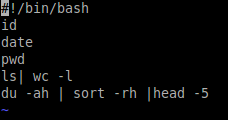 #!/bin/bash
id
date
pwd
ls| wc -l
du -ah | sort -rh |head -5
~